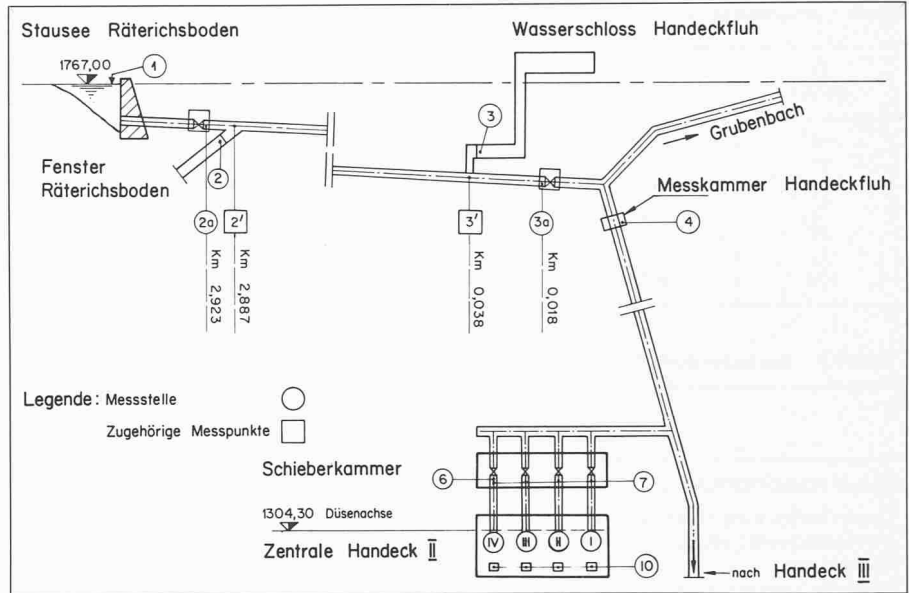 Stausee Räterichsboden
Wasserschloss Handeckfluh
1767,00
1
3
Grubenbach
Fenster
Räterichsboden
2
Messkammer Handeckfluh
2a
2'
3'
3a
4
Km 2,923
Km 2,887
Km 0,038
Km 0,018
Legende: Messstelle
Zugehörige Messpunkte
Schieberkammer
6
7
1304,30 Düsenachse
Zentrale Handeck II
IV
III
II
I
10
nach Handeck III